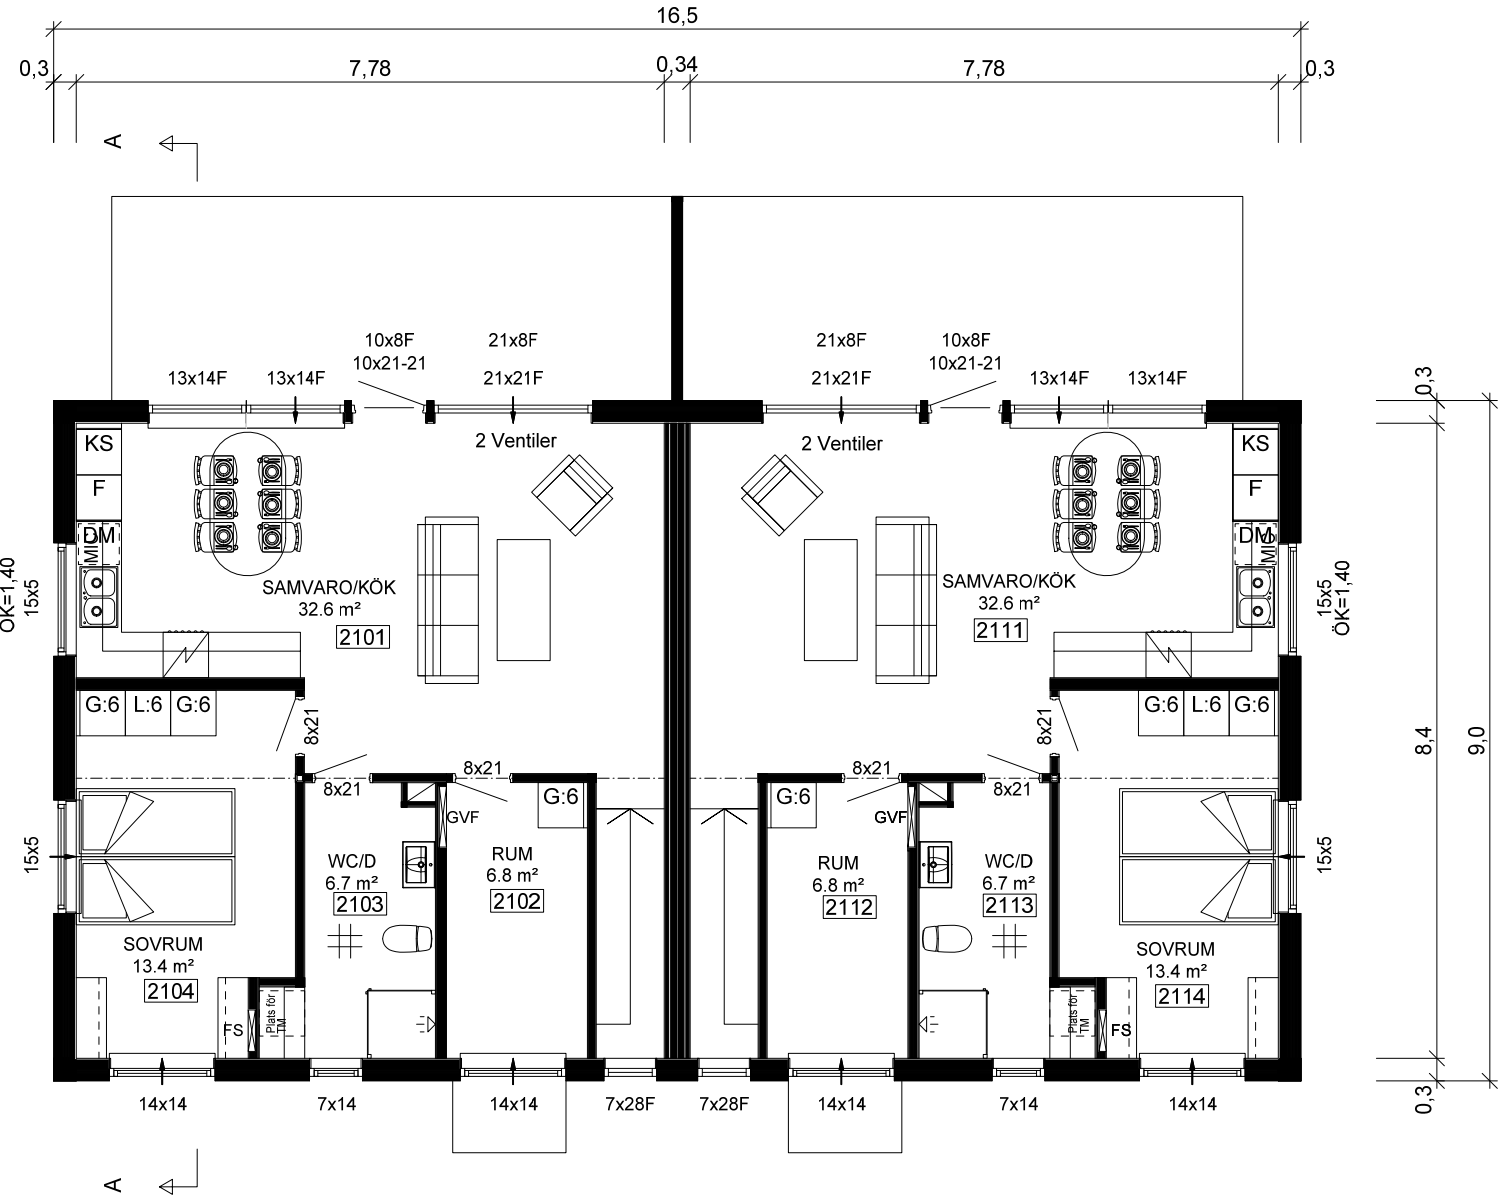 16,5
0,3
7,78
0,34
7,78
0,3
A
10x8F
10x21-21
21x8F
21x8F
10x8F
10x21-21
13x14F
13x14F
21x21F
21x21F
13x14F
13x14F
0,3
2 Ventiler
2 Ventiler
KS
F
DM
MIC
KS
F
DM
MIC
15x5
ÖK=1,40
15x5
ÖK=1,40
SAMVARO/KÖK
32.6 m²
2101
SAMVARO/KÖK
32.6 m²
2111
G:6
L:6
G:6
8x21
8x21
G:6
L:6
G:6
8,4
9,0
8x21
8x21
8x21
8x21
G:6
G:6
GVF
GVF
15x5
15x5
WC/D
6.7 m²
2103
RUM
6.8 m²
2102
RUM
6.8 m²
2112
WC/D
6.7 m²
2113
SOVRUM
13.4 m²
2104
SOVRUM
13.4 m²
2114
FS
Plats för
TM
Plats för
TM
FS
14x14
7x14
14x14
7x28F
7x28F
14x14
7x14
14x14
0,3
A